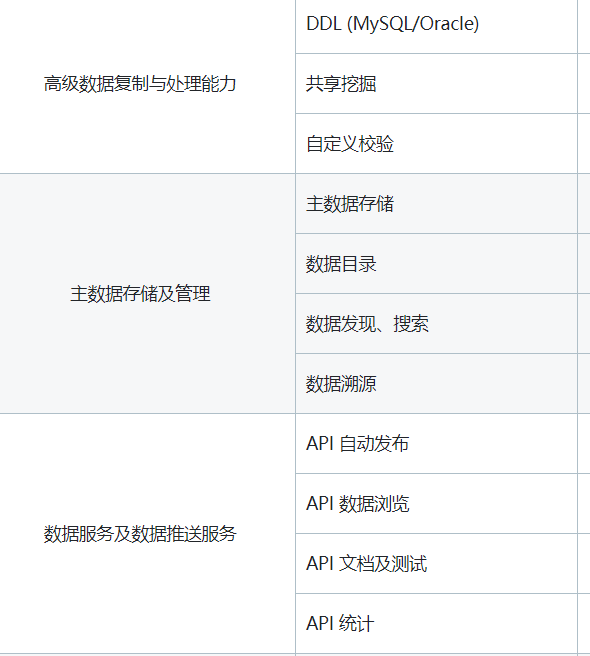 DDL (MySQL/Oracle)
高级数据复制与处理能力
共享挖掘
自定义校验
主数据存储
数据目录
主数据存储及管理
数据发现、搜索
数据溯源
API 自动发布
API 数据浏览
数据服务及数据推送服务
API 文档及测试
API 统计